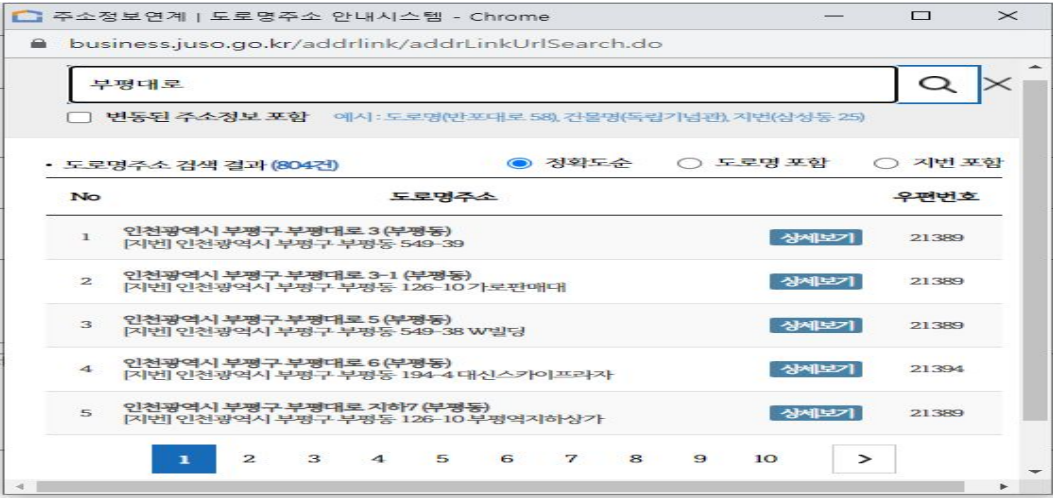 주소정보연계 | 도로명주소 안내시스템 - Chrome
business.juso.go.kr/addrlink/addrLinkUrlSearch.do
부평대로
변동된 주소정보 포함 예시 : 도로명(반포대로 58), 건물명(독립기념관), 지번(삼성동 25)
• 도로명주소 검색 결과 (804건) 정확도순 도로명 포함 지번 포함
No 도로명주소 우편번호
1 인천광역시 부평구 부평대로 3 (부평동) 상세보기 21389
[지번] 인천광역시 부평구 부평동 549-39
2 인천광역시 부평구 부평대로 3-1 (부평동) 상세보기 21389
[지번] 인천광역시 부평구 부평동 126-10 가로판매대
3 인천광역시 부평구 부평대로 5 (부평동) 상세보기 21389
[지번] 인천광역시 부평구 부평동 549-38 W빌딩
4 인천광역시 부평구 부평대로 6 (부평동) 상세보기 21394
[지번] 인천광역시 부평구 부평동 194-4 대신스카이프라자
5 인천광역시 부평구 부평대로 지하7 (부평동) 상세보기 21389
[지번] 인천광역시 부평구 부평동 126-10 부평역지하상가
1 2 3 4 5 6 7 8 9 10 >